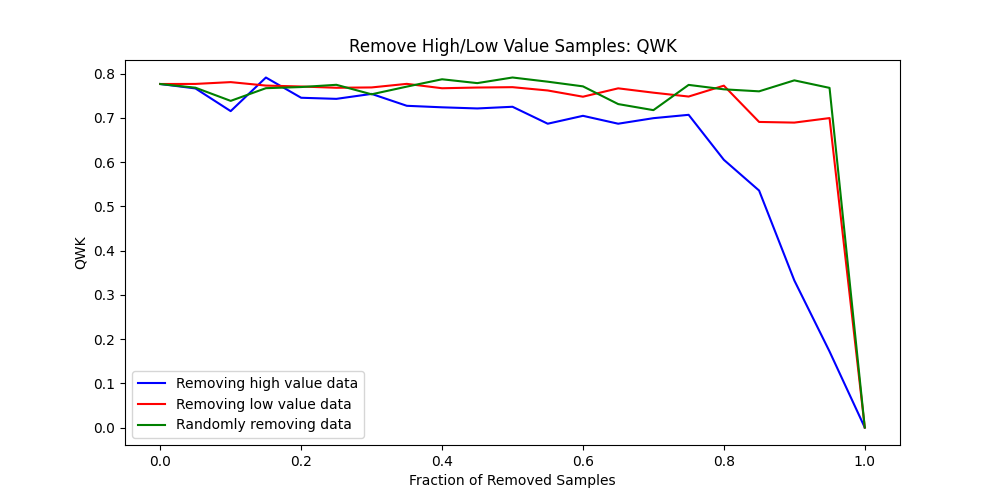 Remove High/Low Value Samples: QWK
QWK
0.8
0.7
0.6
0.5
0.4
0.3
0.2
0.1
0.0
Removing high value data
Removing low value data
Randomly removing data
0.0 0.2 0.4 0.6 0.8 1.0
Fraction of Removed Samples